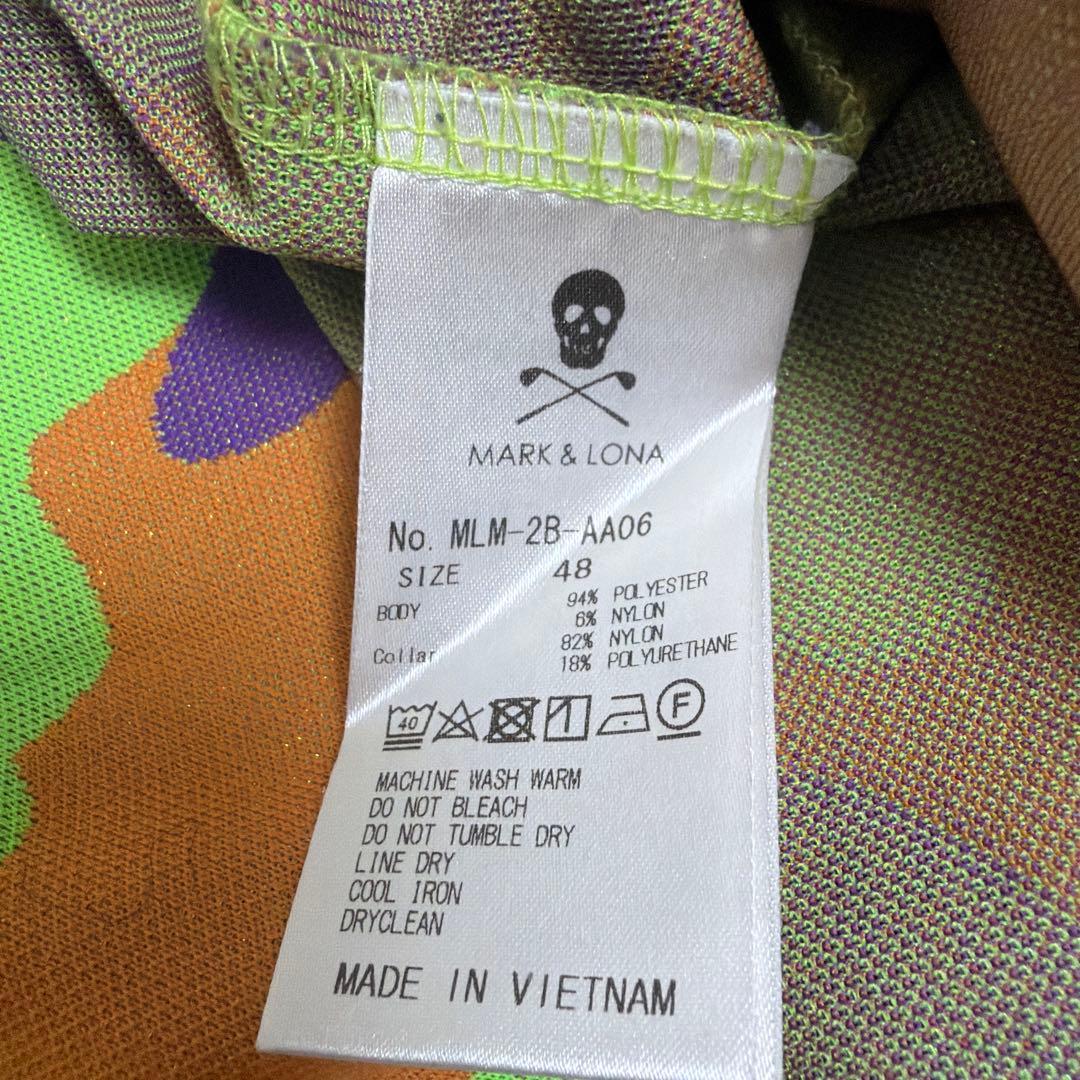 MARK & LONA
No. MLM-2B-AA06
SIZE 48
BODY 94% POLYESTER
6% NYLON
Collar 82% NYLON
18% POLYURETHANE
40 F
MACHINE WASH WARM
DO NOT BLEACH
DO NOT TUMBLE DRY
LINE DRY
COOL IRON
DRYCLEAN
MADE IN VIETNAM